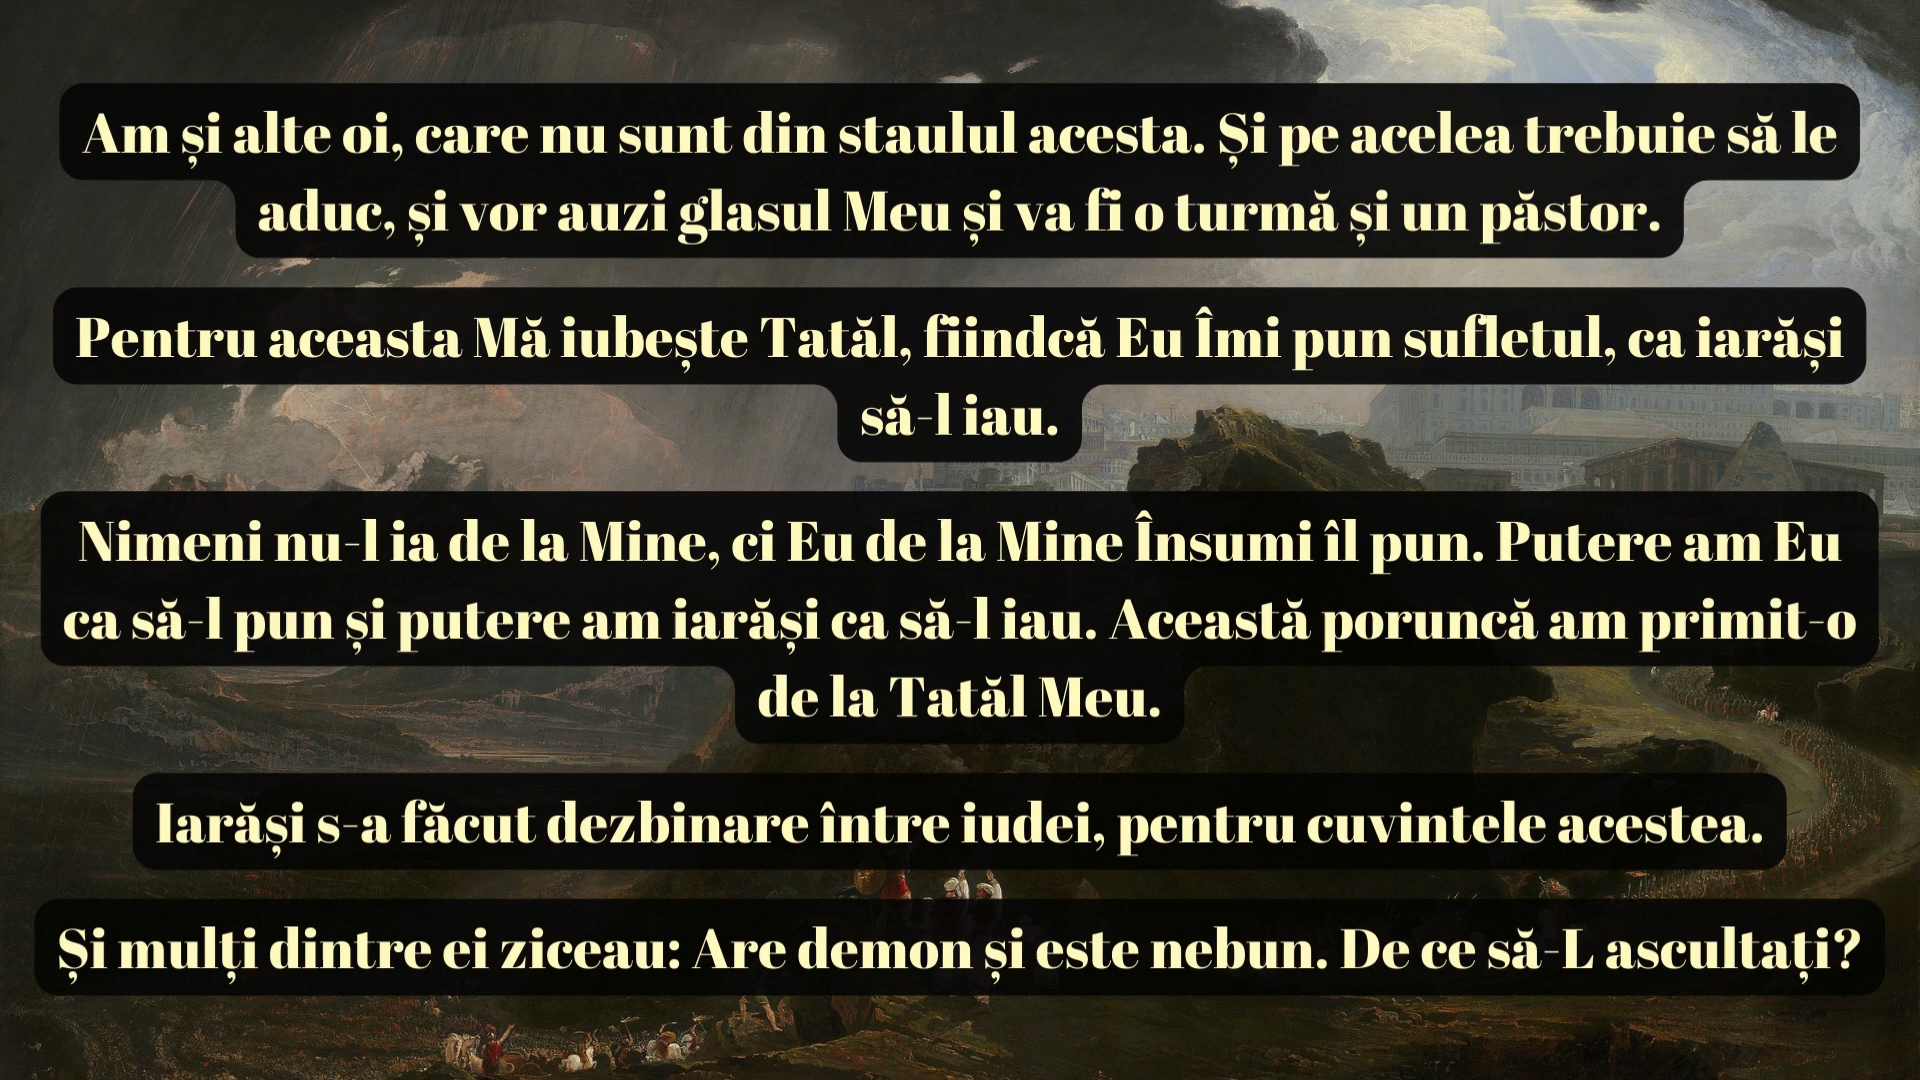 Am și alte oi, care nu sunt din staulul acesta. Și pe acelea trebuie să le
aduc, și vor auzi glasul Meu și va fi o turmă și un păstor.
Pentru aceasta Mă iubește Tatăl, fiindcă Eu Îmi pun sufletul, ca iarăși
să-l iau.
Nimeni nu-l ia de la Mine, ci Eu de la Mine Însumi îl pun. Putere am Eu
ca să-l pun și putere am iarăși ca să-l iau. Această poruncă am primit-o
de la Tatăl Meu.
Iarăși s-a făcut dezbinare între iudei, pentru cuvintele acestea.
Și mulți dintre ei ziceau: Are demon și este nebun. De ce să-L ascultați?